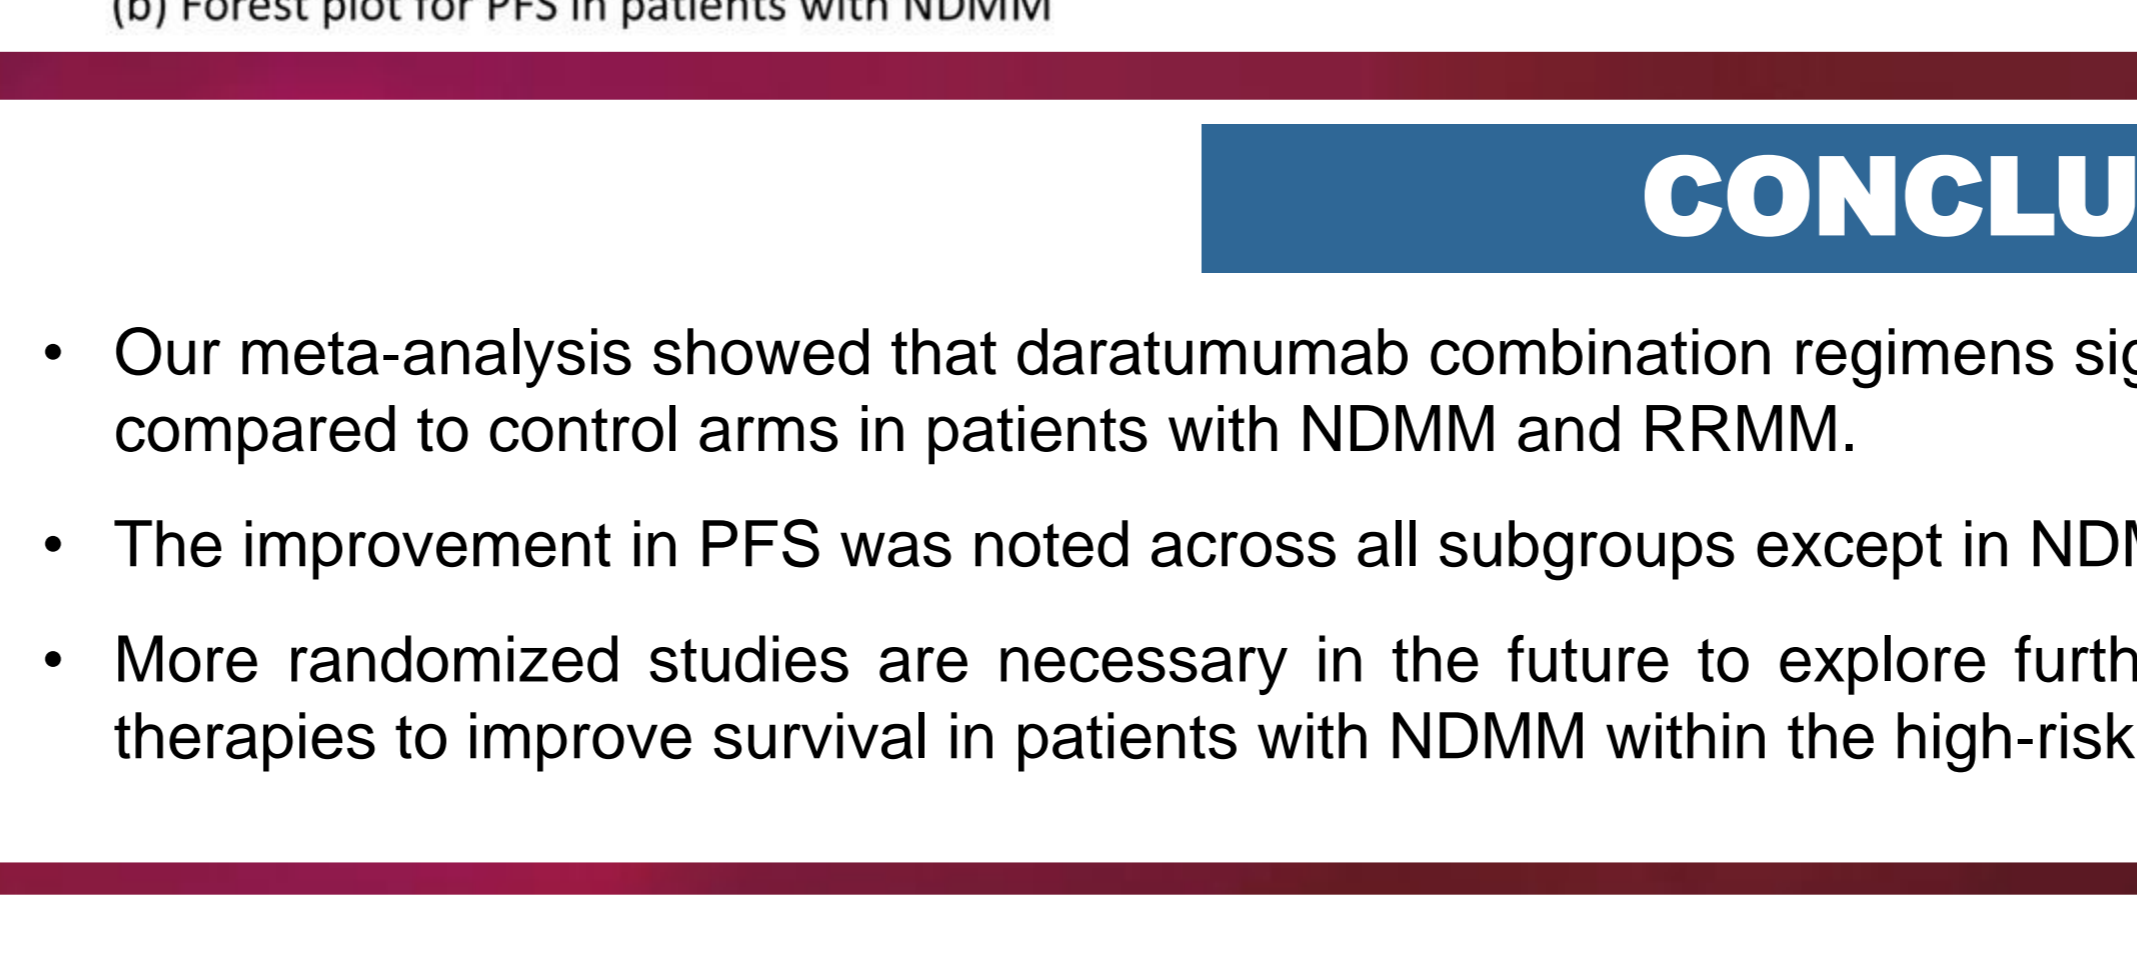 (b) Forest plot for PFS in patients with NDMM
CONCLU
• Our meta-analysis showed that daratumumab combination regimens sig
compared to control arms in patients with NDMM and RRMM.
• The improvement in PFS was noted across all subgroups except in NDM
• More randomized studies are necessary in the future to explore furth
therapies to improve survival in patients with NDMM within the high-risk